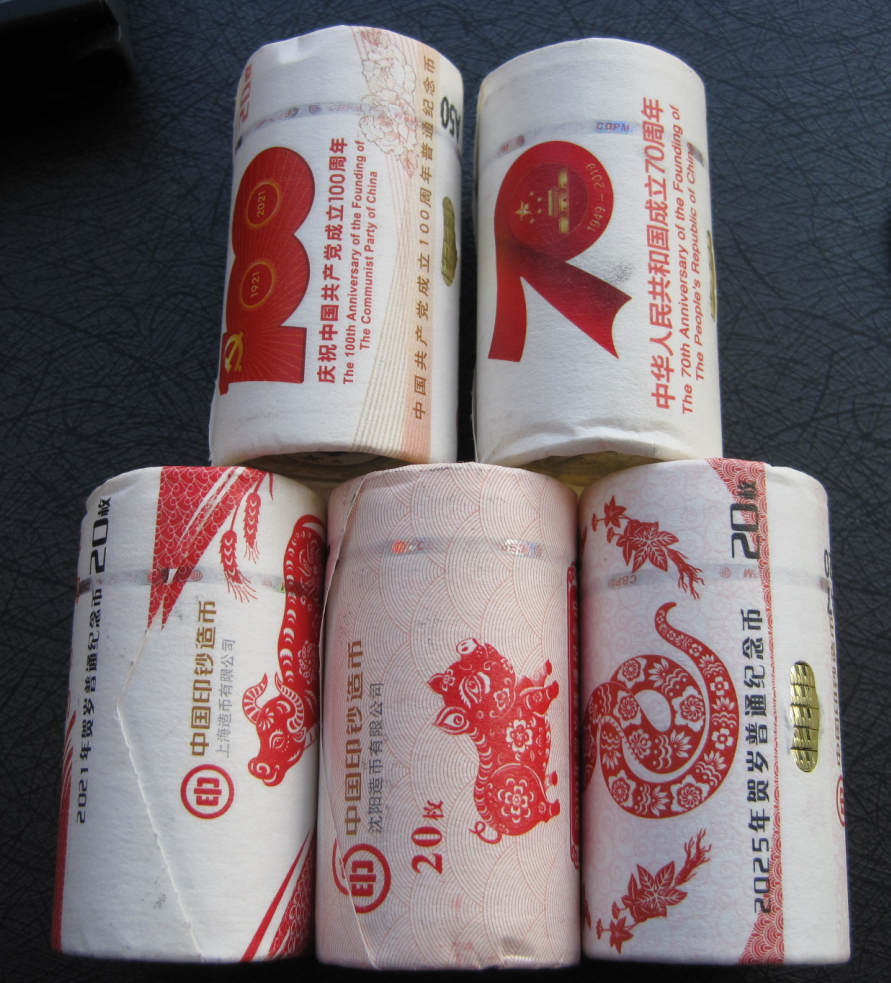 1921
2021
庆祝中国共产党成立100周年
The 100th Anniversary of the Founding of
The Communist Party of China
中国共产党成立100周年普通纪念币
1949-2019
中华人民共和国成立70周年
The 70th Anniversary of the Founding of
The People's Republic of China
2021年贺岁普通纪念币 20枚
中国印钞造币
上海造币有限公司
中国印钞造币
沈阳造币有限公司
20枚
20枚
2025年贺岁普通纪念币